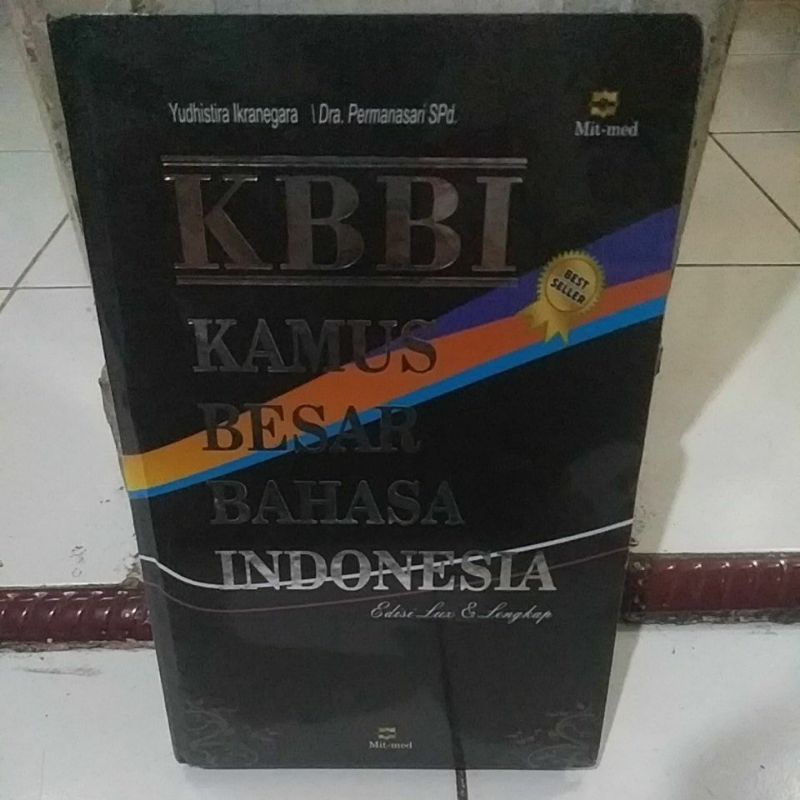 Yudhistira Ikranegara \ Dra. Permanasari SPd.
Mit-med
KBBI
BEST
SELLER
KAMUS
BESAR
BAHASA
INDONESIA
Edisi Lux & Lengkap
Mit-med